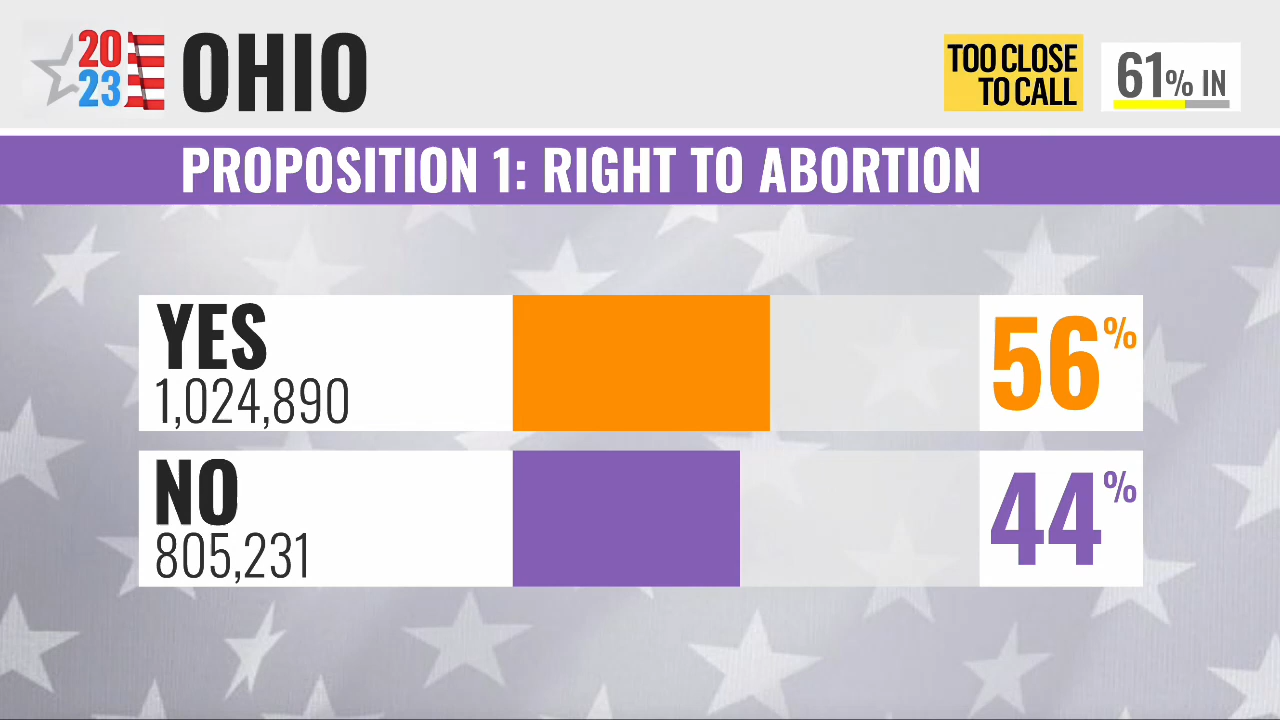 20
23
OHIO
TOO CLOSE
TO CALL
61% IN
PROPOSITION 1: RIGHT TO ABORTION
YES
1,024,890
56%
NO
805,231
44%